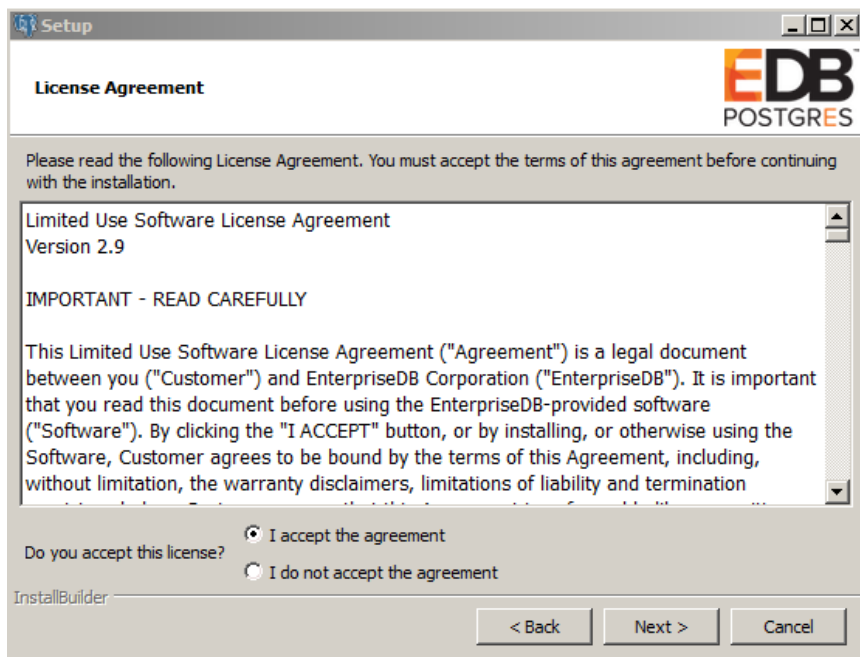 Setup
License Agreement
EDB
POSTGRES
Please read the following License Agreement. You must accept the terms of this agreement before continuing
with the installation.
Limited Use Software License Agreement
Version 2.9
IMPORTANT - READ CAREFULLY
This Limited Use Software License Agreement ("Agreement") is a legal document
between you ("Customer") and EnterpriseDB Corporation ("EnterpriseDB"). It is important
that you read this document before using the EnterpriseDB-provided software
("Software"). By clicking the "I ACCEPT" button, or by installing, or otherwise using the
Software, Customer agrees to be bound by the terms of this Agreement, including,
without limitation, the warranty disclaimers, limitations of liability and termination
Do you accept this license?
I accept the agreement
I do not accept the agreement
InstallBuilder
< Back
Next >
Cancel